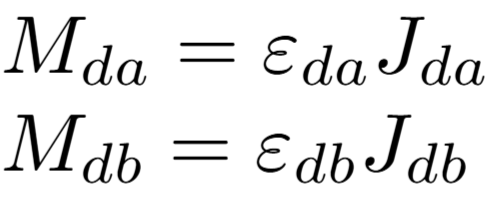 M_{da} = ε_{da} J_{da}
M_{db} = ε_{db} J_{db}